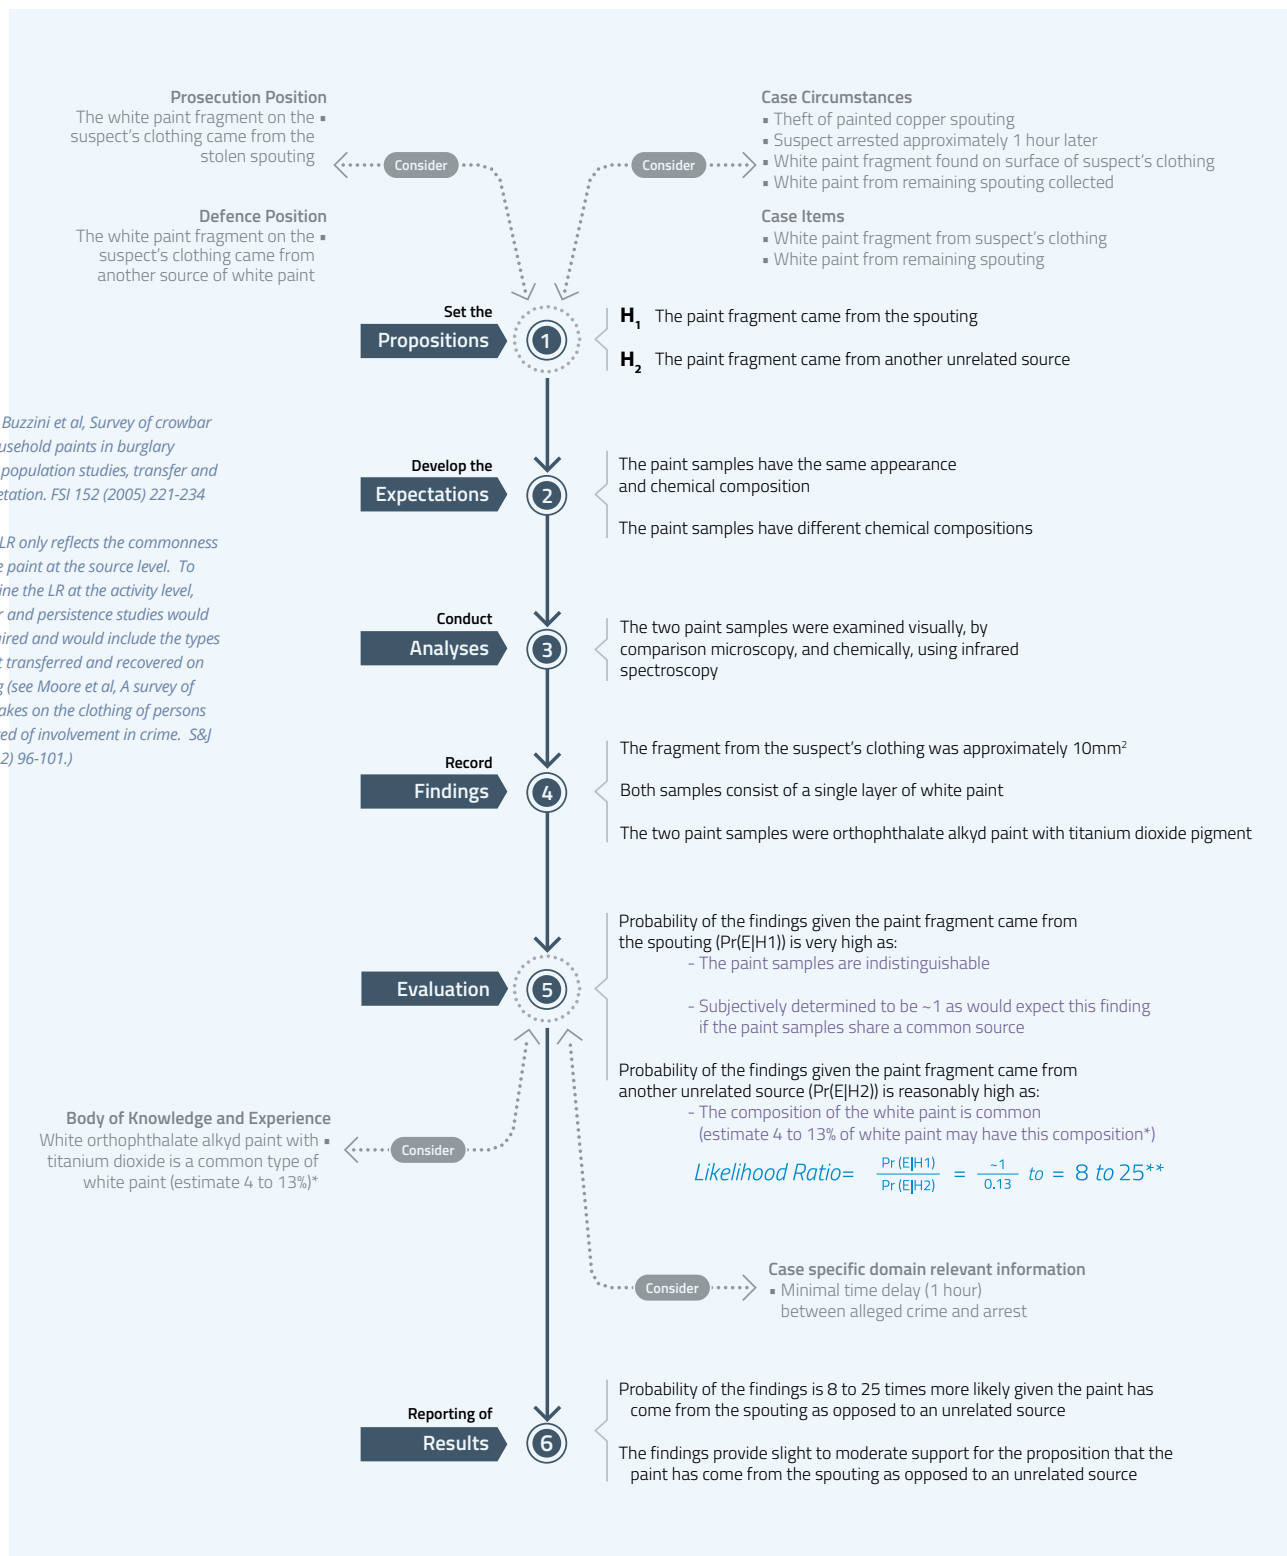 Prosecution Position
The white paint fragment on the ▪
suspect's clothing came from the
stolen spouting
Consider
Defence Position
The white paint fragment on the ▪
suspect's clothing came from
another source of white paint
Consider
Case Circumstances
▪ Theft of painted copper spouting
▪ Suspect arrested approximately 1 hour later
▪ White paint fragment found on surface of suspect's clothing
▪ White paint from remaining spouting collected
Case Items
▪ White paint fragment from suspect's clothing
▪ White paint from remaining spouting
Set the
Propositions
1
H1 The paint fragment came from the spouting
H2 The paint fragment came from another unrelated source
Buzzini et al, Survey of crowbar
usehold paints in burglary
population studies, transfer and
etation. FSI 152 (2005) 221-234
LR only reflects the commonness
e paint at the source level. To
ine the LR at the activity level,
r and persistence studies would
uired and would include the types
t transferred and recovered on
g (see Moore et al, A survey of
akes on the clothing of persons
ed of involvement in crime. S&J
2) 96-101.)
Develop the
Expectations
2
The paint samples have the same appearance
and chemical composition
The paint samples have different chemical compositions
Conduct
Analyses
3
The two paint samples were examined visually, by
comparison microscopy, and chemically, using infrared
spectroscopy
Record
Findings
4
The fragment from the suspect's clothing was approximately 10mm²
Both samples consist of a single layer of white paint
The two paint samples were orthophthalate alkyd paint with titanium dioxide pigment
Evaluation
5
Probability of the findings given the paint fragment came from
the spouting (Pr(E|H1)) is very high as:
- The paint samples are indistinguishable
- Subjectively determined to be ~1 as would expect this finding
if the paint samples share a common source
Probability of the findings given the paint fragment came from
another unrelated source (Pr(E|H2)) is reasonably high as:
- The composition of the white paint is common
(estimate 4 to 13% of white paint may have this composition*)
Likelihood Ratio= Pr (E|H1) / Pr (E|H2) = ~1 / 0.13 to = 8 to 25**
Body of Knowledge and Experience
White orthophthalate alkyd paint with ▪
titanium dioxide is a common type of
white paint (estimate 4 to 13%)*
Consider
Consider
Case specific domain relevant information
▪ Minimal time delay (1 hour)
between alleged crime and arrest
Reporting of
Results
6
Probability of the findings is 8 to 25 times more likely given the paint has
come from the spouting as opposed to an unrelated source
The findings provide slight to moderate support for the proposition that the
paint has come from the spouting as opposed to an unrelated source